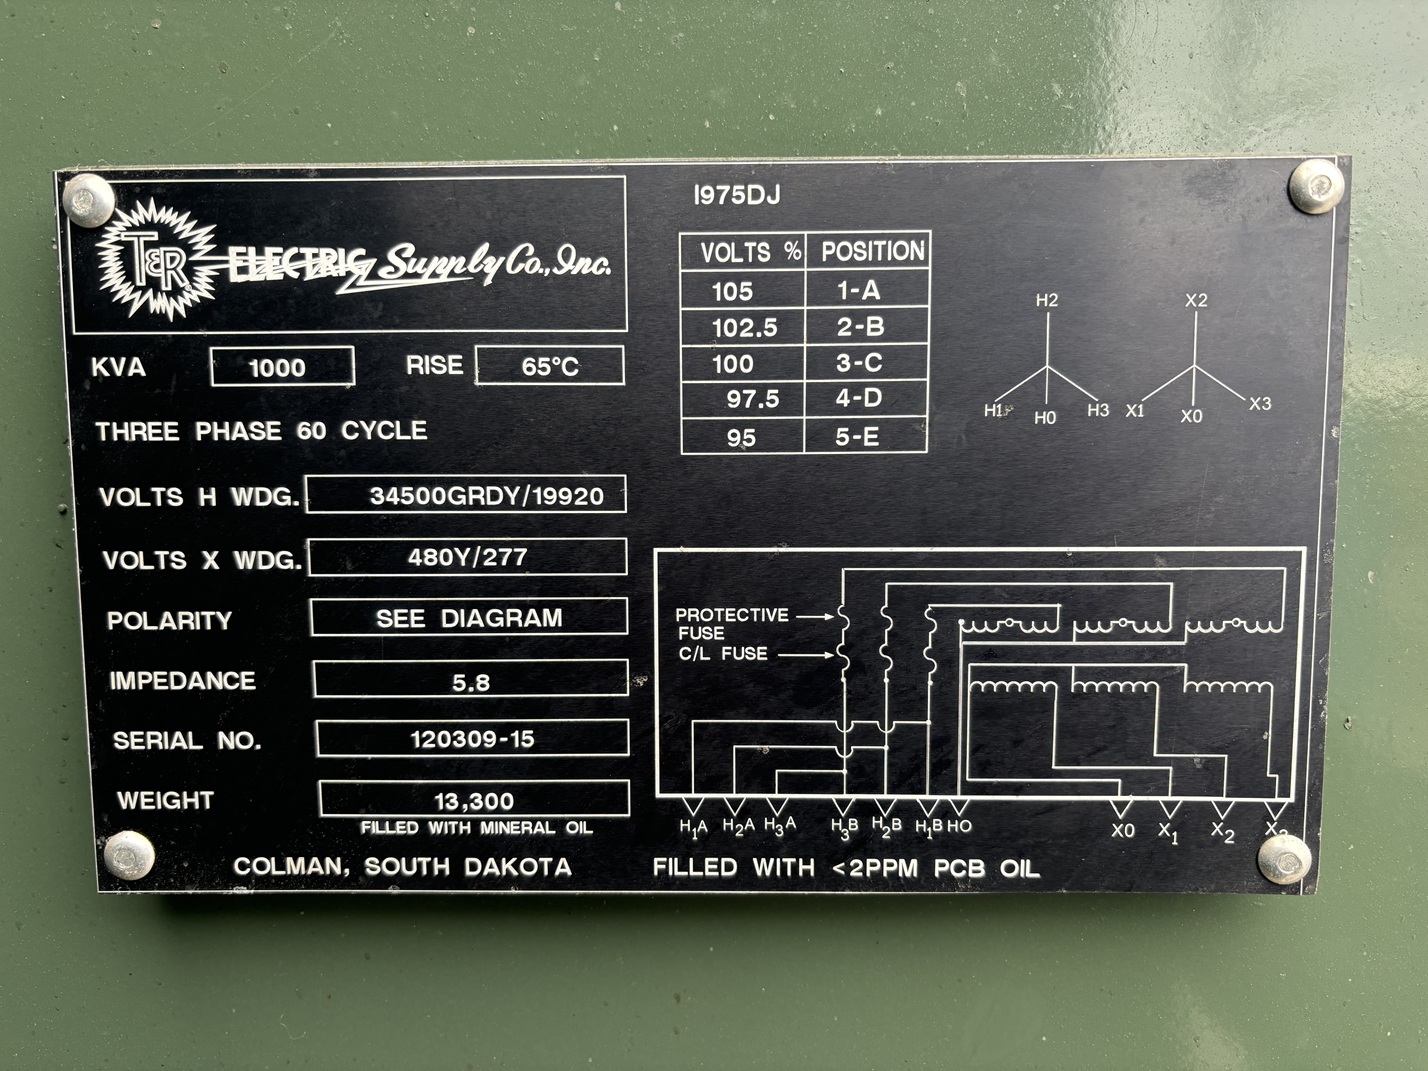 T&R ELECTRIC Supply Co., Inc.
KVA 1000 RISE 65°C
THREE PHASE 60 CYCLE
VOLTS H WDG. 34500GRDY/19920
VOLTS X WDG. 480Y/277
POLARITY SEE DIAGRAM
IMPEDANCE 5.8
SERIAL NO. 120309-15
WEIGHT 13,300
FILLED WITH MINERAL OIL
COLMAN, SOUTH DAKOTA
I975DJ
VOLTS % POSITION
105 1-A
102.5 2-B
100 3-C
97.5 4-D
95 5-E
H2
H1 H0 H3
X2
X1 X0 X3
PROTECTIVE
FUSE
C/L FUSE
H1A H2A H3A H3B H2B H1B HO X0 X1 X2
FILLED WITH <2PPM PCB OIL